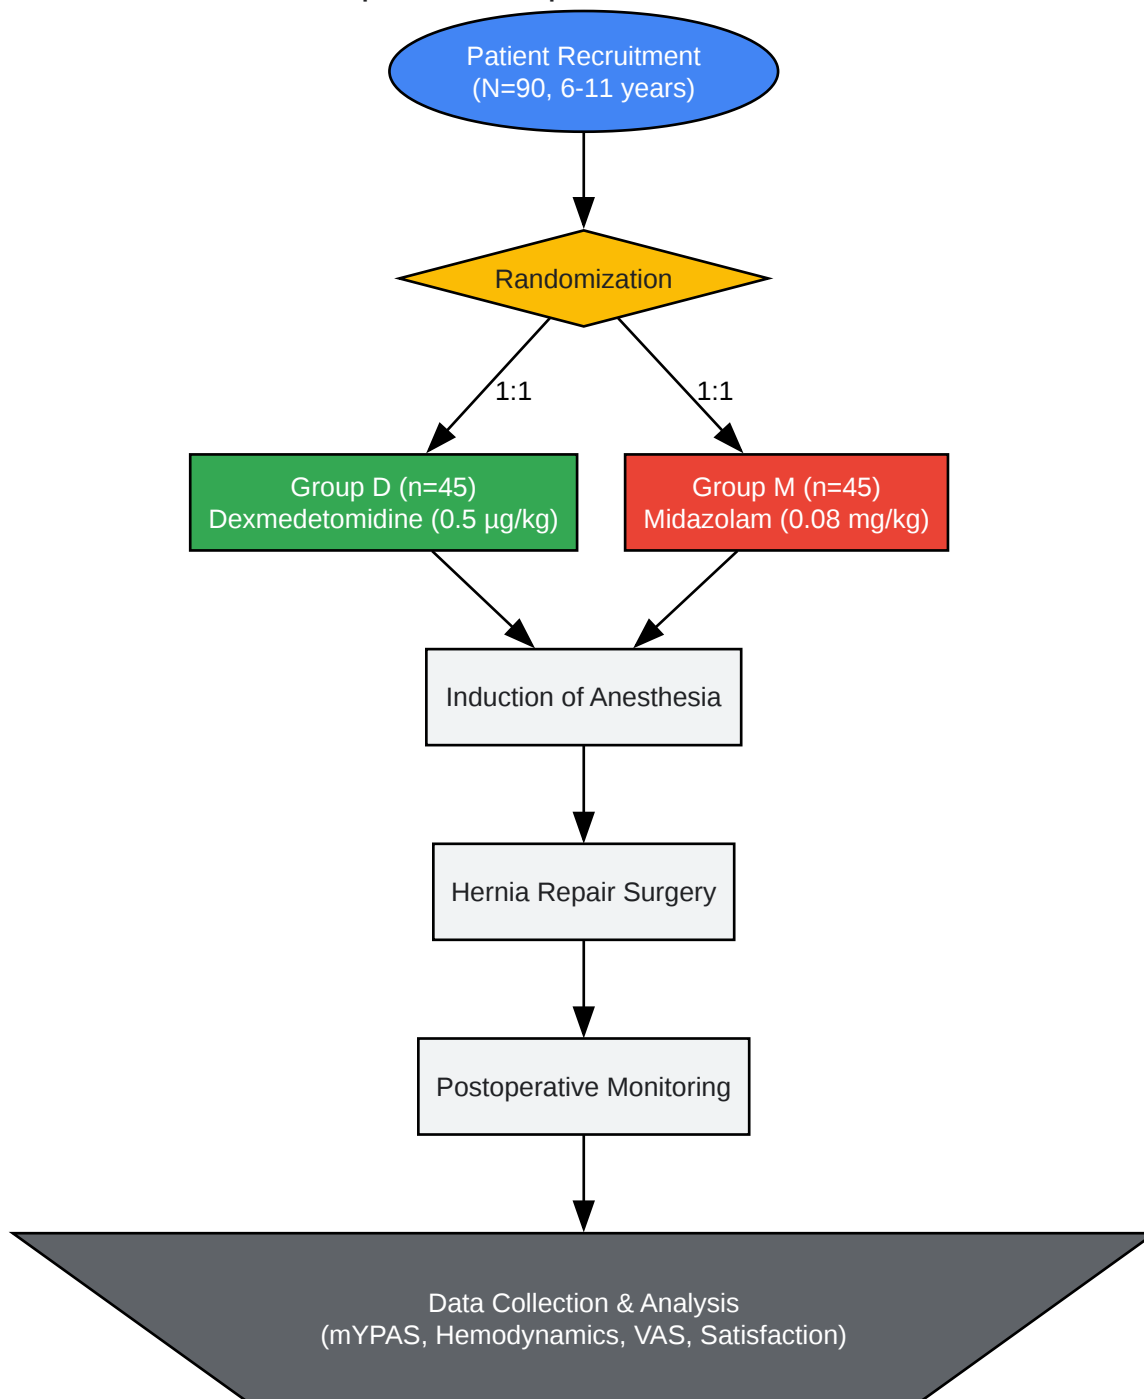 Patient Recruitment
(N=90, 6-11 years)
Randomization
1:1
1:1
Group D (n=45)
Dexmedetomidine (0.5 µg/kg)
Group M (n=45)
Midazolam (0.08 mg/kg)
Induction of Anesthesia
Hernia Repair Surgery
Postoperative Monitoring
Data Collection & Analysis
(mYPAS, Hemodynamics, VAS, Satisfaction)